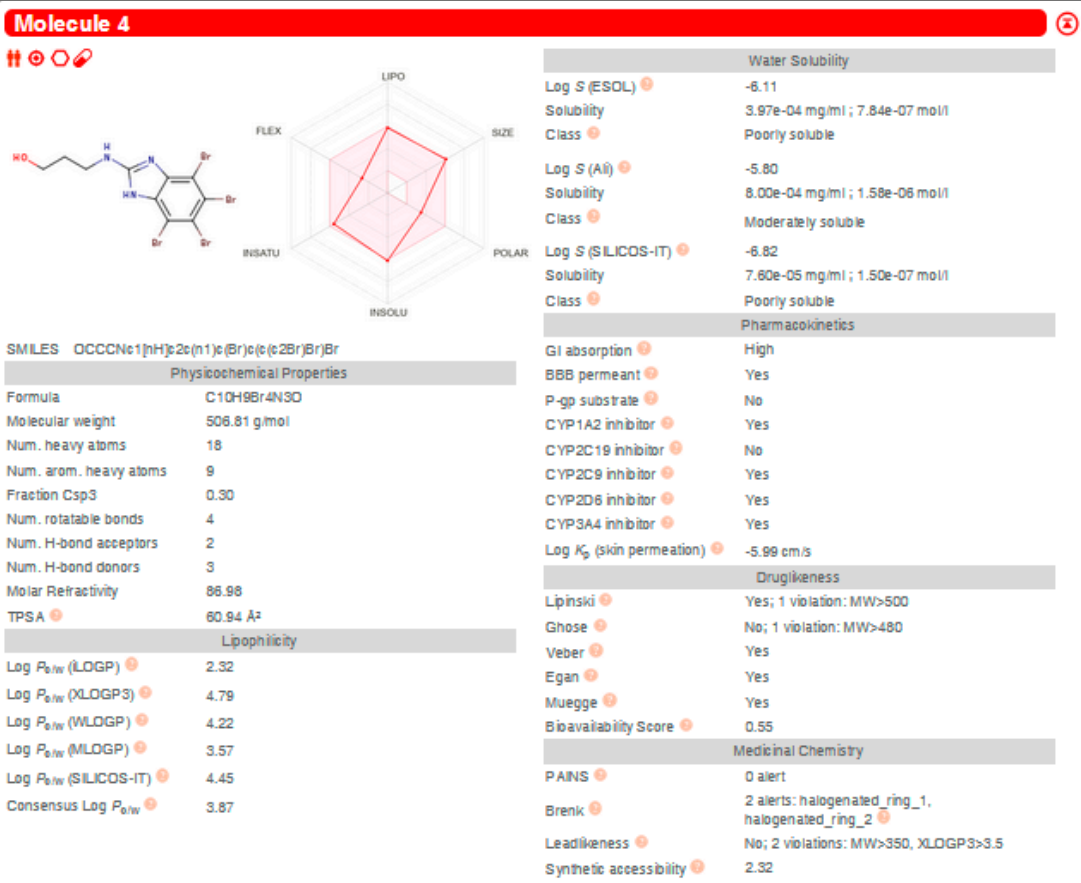 Molecule 4
LIPO
FLEX
SIZE
HO
H
N
N
Br
Br
HN
Br
Br
INSATU
POLAR
INSOLU
SMILES OCCCNc1[nH]c2c(n1)c(Br)c(c(c2Br)Br)Br
Physicochemical Properties
Formula C10H9Br4N3O
Molecular weight 506.81 g/mol
Num. heavy atoms 18
Num. arom. heavy atoms 9
Fraction Csp3 0.30
Num. rotatable bonds 4
Num. H-bond acceptors 2
Num. H-bond donors 3
Molar Refractivity 86.98
TPSA ? 60.94 Å²
Lipophilicity
Log Po/w (iLOGP) ? 2.32
Log Po/w (XLOGP3) ? 4.79
Log Po/w (WLOGP) ? 4.22
Log Po/w (MLOGP) ? 3.57
Log Po/w (SILICOS-IT) ? 4.45
Consensus Log Po/w ? 3.87
Water Solubility
Log S (ESOL) ? -6.11
Solubility 3.97e-04 mg/ml ; 7.84e-07 mol/l
Class ? Poorly soluble
Log S (Ali) ? -5.80
Solubility 8.00e-04 mg/ml ; 1.58e-06 mol/l
Class ? Moderately soluble
Log S (SILICOS-IT) ? -6.82
Solubility 7.60e-05 mg/ml ; 1.50e-07 mol/l
Class ? Poorly soluble
Pharmacokinetics
GI absorption ? High
BBB permeant ? Yes
P-gp substrate ? No
CYP1A2 inhibitor ? Yes
CYP2C19 inhibitor ? No
CYP2C9 inhibitor ? Yes
CYP2D6 inhibitor ? Yes
CYP3A4 inhibitor ? Yes
Log Kp (skin permeation) ? -5.99 cm/s
Druglikeness
Lipinski ? Yes; 1 violation: MW>500
Ghose ? No; 1 violation: MW>480
Veber ? Yes
Egan ? Yes
Muegge ? Yes
Bioavailability Score ? 0.55
Medicinal Chemistry
PAINS ? 0 alert
Brenk ? 2 alerts: halogenated_ring_1,
halogenated_ring_2 ?
Leadlikeness ? No; 2 violations: MW>350, XLOGP3>3.5
Synthetic accessibility ? 2.32